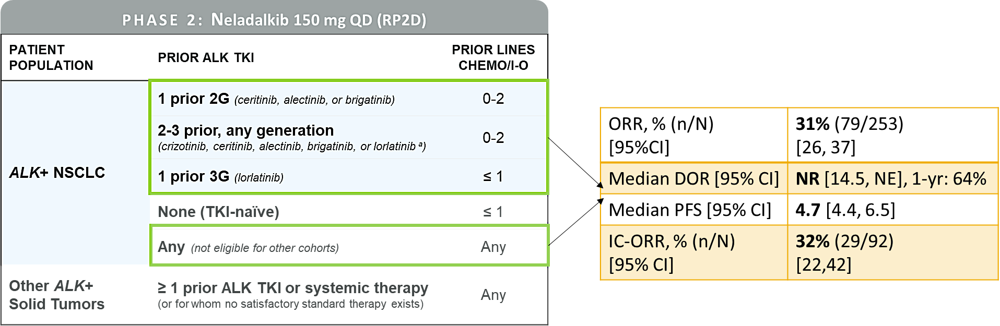 PHASE 2: Neladalkib 150 mg QD (RP2D)
PATIENT
POPULATION
PRIOR ALK TKI
PRIOR LINES
CHEMO/I-O
ALK+ NSCLC
1 prior 2G (ceritinib, alectinib, or brigatinib)
0-2
2-3 prior, any generation
(crizotinib, ceritinib, alectinib, brigatinib, or lorlatinib a)
0-2
1 prior 3G (lorlatinib)
≤ 1
None (TKI-naïve)
≤ 1
Any (not eligible for other cohorts)
Any
Other ALK+
Solid Tumors
≥ 1 prior ALK TKI or systemic therapy
(or for whom no satisfactory standard therapy exists)
Any
ORR, % (n/N)
[95%CI]
31% (79/253)
[26, 37]
Median DOR [95% CI]
NR [14.5, NE], 1-yr: 64%
Median PFS [95% CI]
4.7 [4.4, 6.5]
IC-ORR, % (n/N)
[95% CI]
32% (29/92)
[22,42]